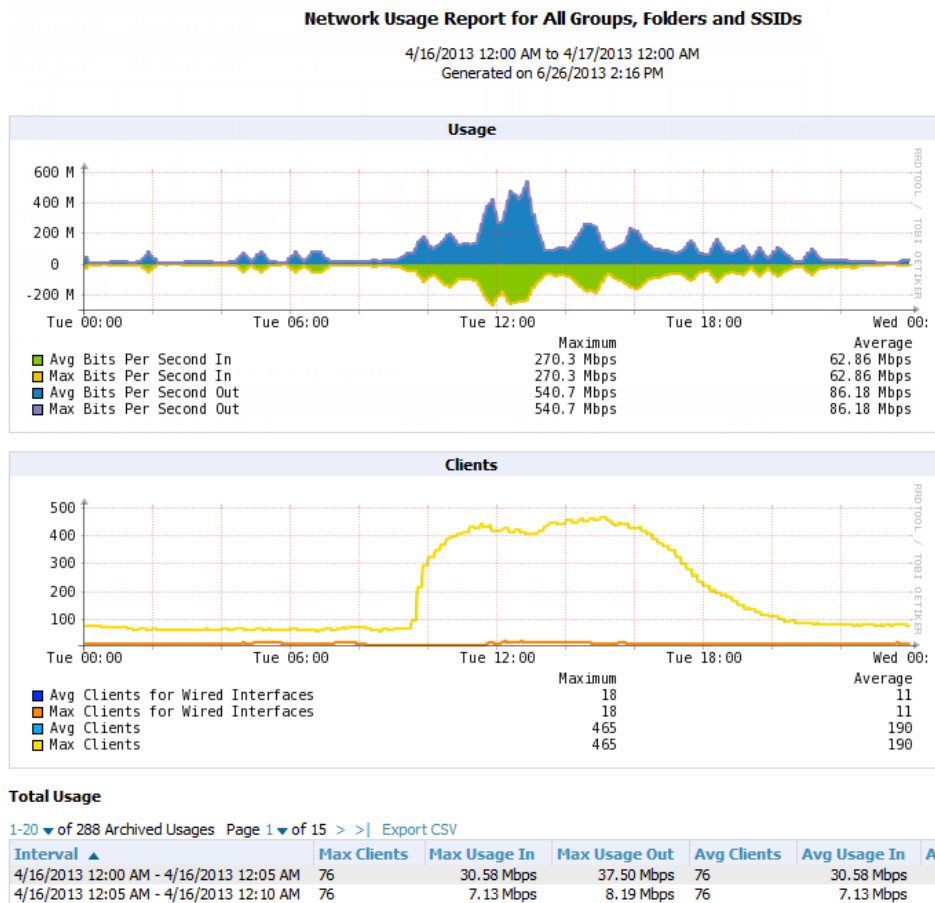 Network Usage Report for All Groups, Folders and SSIDs
4/16/2013 12:00 AM to 4/17/2013 12:00 AM
Generated on 6/26/2013 2:16 PM
Usage
600 M
400 M
200 M
0
-200 M
Tue 00:00 Tue 06:00 Tue 12:00 Tue 18:00 Wed 00:
RRDTOOL / TOBI OETIKER
Maximum Average
Avg Bits Per Second In 270.3 Mbps 62.86 Mbps
Max Bits Per Second In 270.3 Mbps 62.86 Mbps
Avg Bits Per Second Out 540.7 Mbps 86.18 Mbps
Max Bits Per Second Out 540.7 Mbps 86.18 Mbps
Clients
500
400
300
200
100
Tue 00:00 Tue 06:00 Tue 12:00 Tue 18:00 Wed 00:
RRDTOOL / TOBI OETIKER
Maximum Average
Avg Clients for Wired Interfaces 18 11
Max Clients for Wired Interfaces 18 11
Avg Clients 465 190
Max Clients 465 190
Total Usage
1-20 of 288 Archived Usages Page 1 of 15 > >| Export CSV
Interval Max Clients Max Usage In Max Usage Out Avg Clients Avg Usage In A
4/16/2013 12:00 AM - 4/16/2013 12:05 AM 76 30.58 Mbps 37.50 Mbps 76 30.58 Mbps
4/16/2013 12:05 AM - 4/16/2013 12:10 AM 76 7.13 Mbps 8.19 Mbps 76 7.13 Mbps